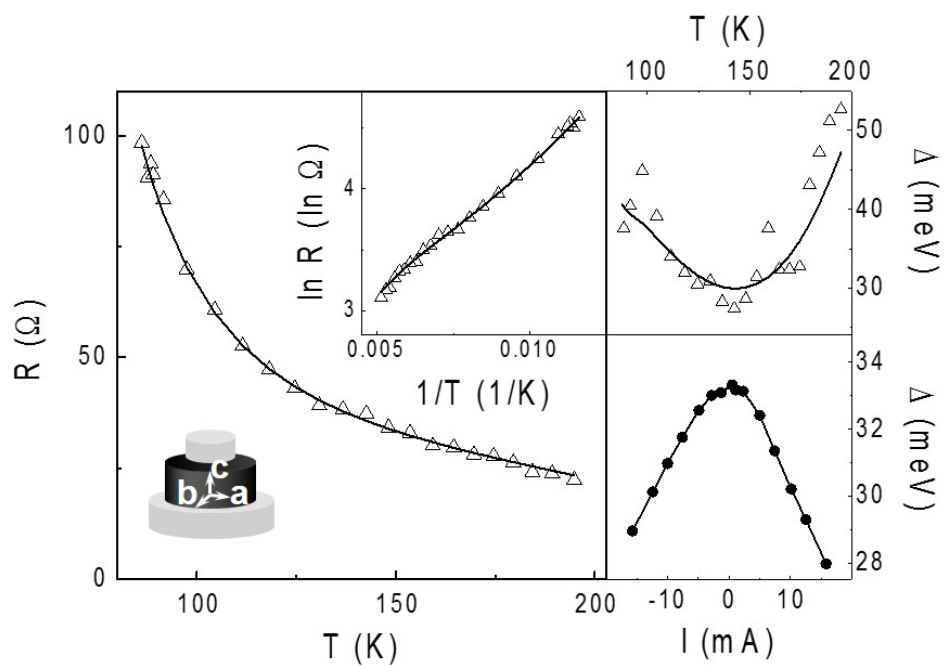 T (K)
100 150 200
100
50
0
R (Ω)
100 150 200
T (K)
4
3
ln R (ln Ω)
0.005 0.010
1/T (1/K)
c
b a
50
40
30
Δ (meV)
34
32
30
28
Δ (meV)
-10 0 10
I (mA)